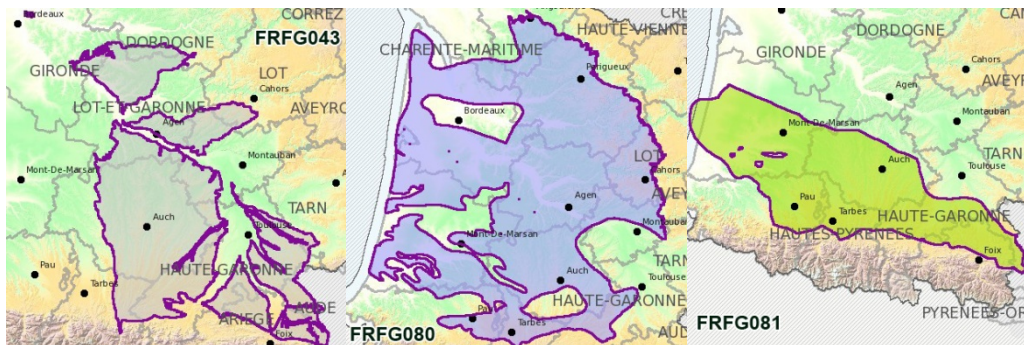 Bordeaux
CORREZ
DORDOGNE
FRFG043
GIRONDE
LOT
Cahors
LOT-ET-GARONNE
AVEYRO
Agen
Montauban
Mont-De-Marsan
TARN
Auch
Toulouse
HAUTE-GARONNE
Pau
Tarbes
AUDE
ARIEGE
Foix
CRE
HAUTE-VIENNE
CHARENTE-MARITIME
Perigueux
Bordeaux
LOT
Cahors
AVEY
Agen
Montauban
Mont-De-Marsan
Toulouse
Auch
HAUTE-GARONNE
Pau
FRFG080
Tarbes
AUD
DORDOGNE
CA
GIRONDE
LOT
Cahors
AVEYR
Agen
Montauban
Mont-De-Marsan
TARN
Auch
Toulouse
Pau
HAUTE-GARONNE
Tarbes
HAUTES-PYRENEES
Foix
PYRENEES-OR
FRFG081